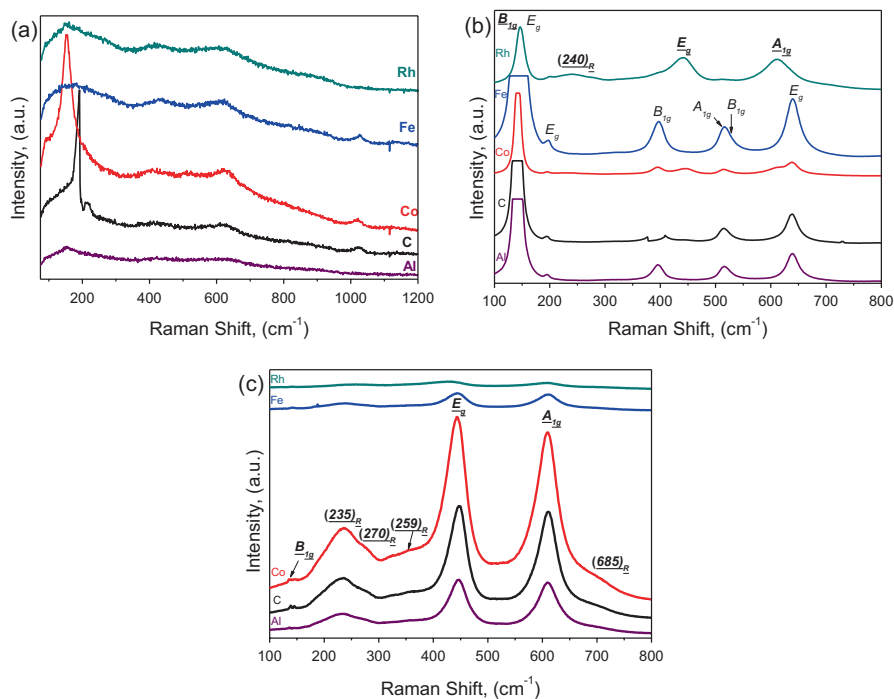 (a)
Rh
Fe
Co
C
Al
Intensity, (a.u.)
200 400 600 800 1000 1200
Raman Shift, (cm-1)
(b)
B1g Eg
(240)R
Eg
A1g
Rh
Fe
Eg
B1g
A1g
B1g
Eg
Co
C
Al
Intensity, (a.u.)
100 200 300 400 500 600 700 800
Raman Shift, (cm-1)
(c)
Rh
Fe
Eg
A1g
(235)R
(270)R
(259)R
B1g
(685)R
Co
C
Al
Intensity, (a.u.)
100 200 300 400 500 600 700 800
Raman Shift, (cm-1)